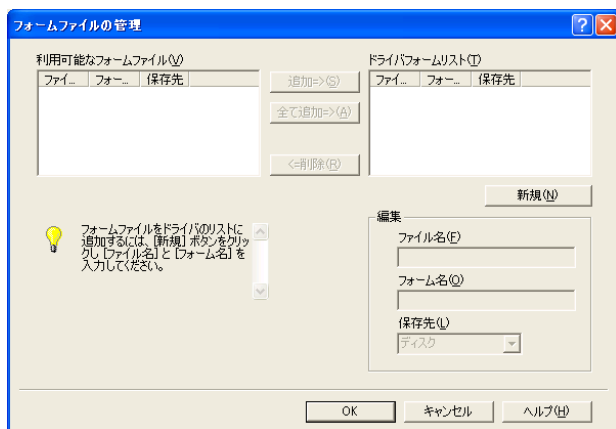 フォームファイルの管理
利用可能なフォームファイル(V)
ファイ... フォー... 保存先
追加=>(S)
全て追加=>(A)
<=削除(R)
ドライバフォームリスト(T)
ファイ... フォー... 保存先
新規(N)
フォームファイルをドライバのリストに
追加するには、[新規] ボタンをクリッ
クし [ファイル名] と [フォーム名] を
入力してください。
編集
ファイル名(F)
フォーム名(O)
保存先(L)
ディスク
OK
キャンセル
ヘルプ(H)